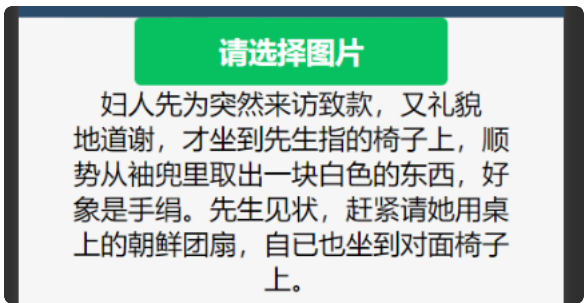 请选择图片
妇人先为突然来访致款，又礼貌
地道谢，才坐到先生指的椅子上，顺
势从袖兜里取出一块白色的东西，好
象是手绢。先生见状，赶紧请她用桌
上的朝鲜团扇，自已也坐到对面椅子
上。